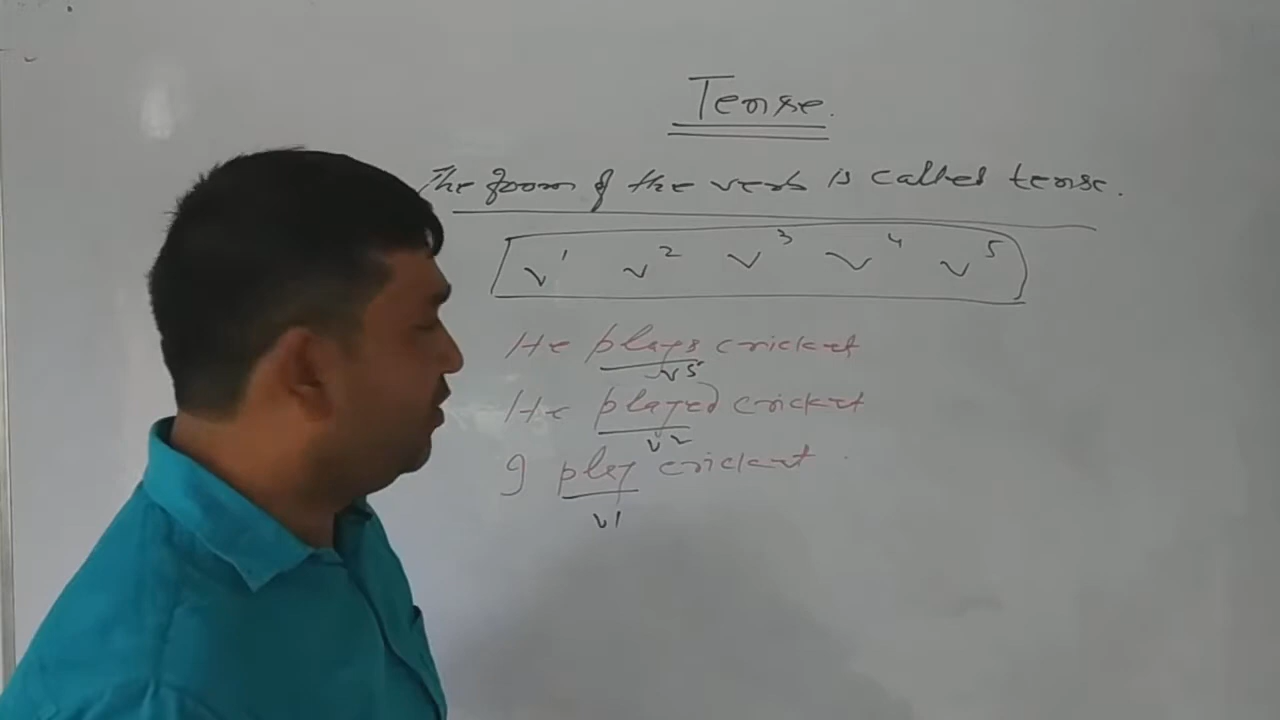 Tense.
The form of the verb is called tense.
V1 V2 V3 V4 V5
He plays cricket
V5
He played cricket
V2
I play cricket.
V1